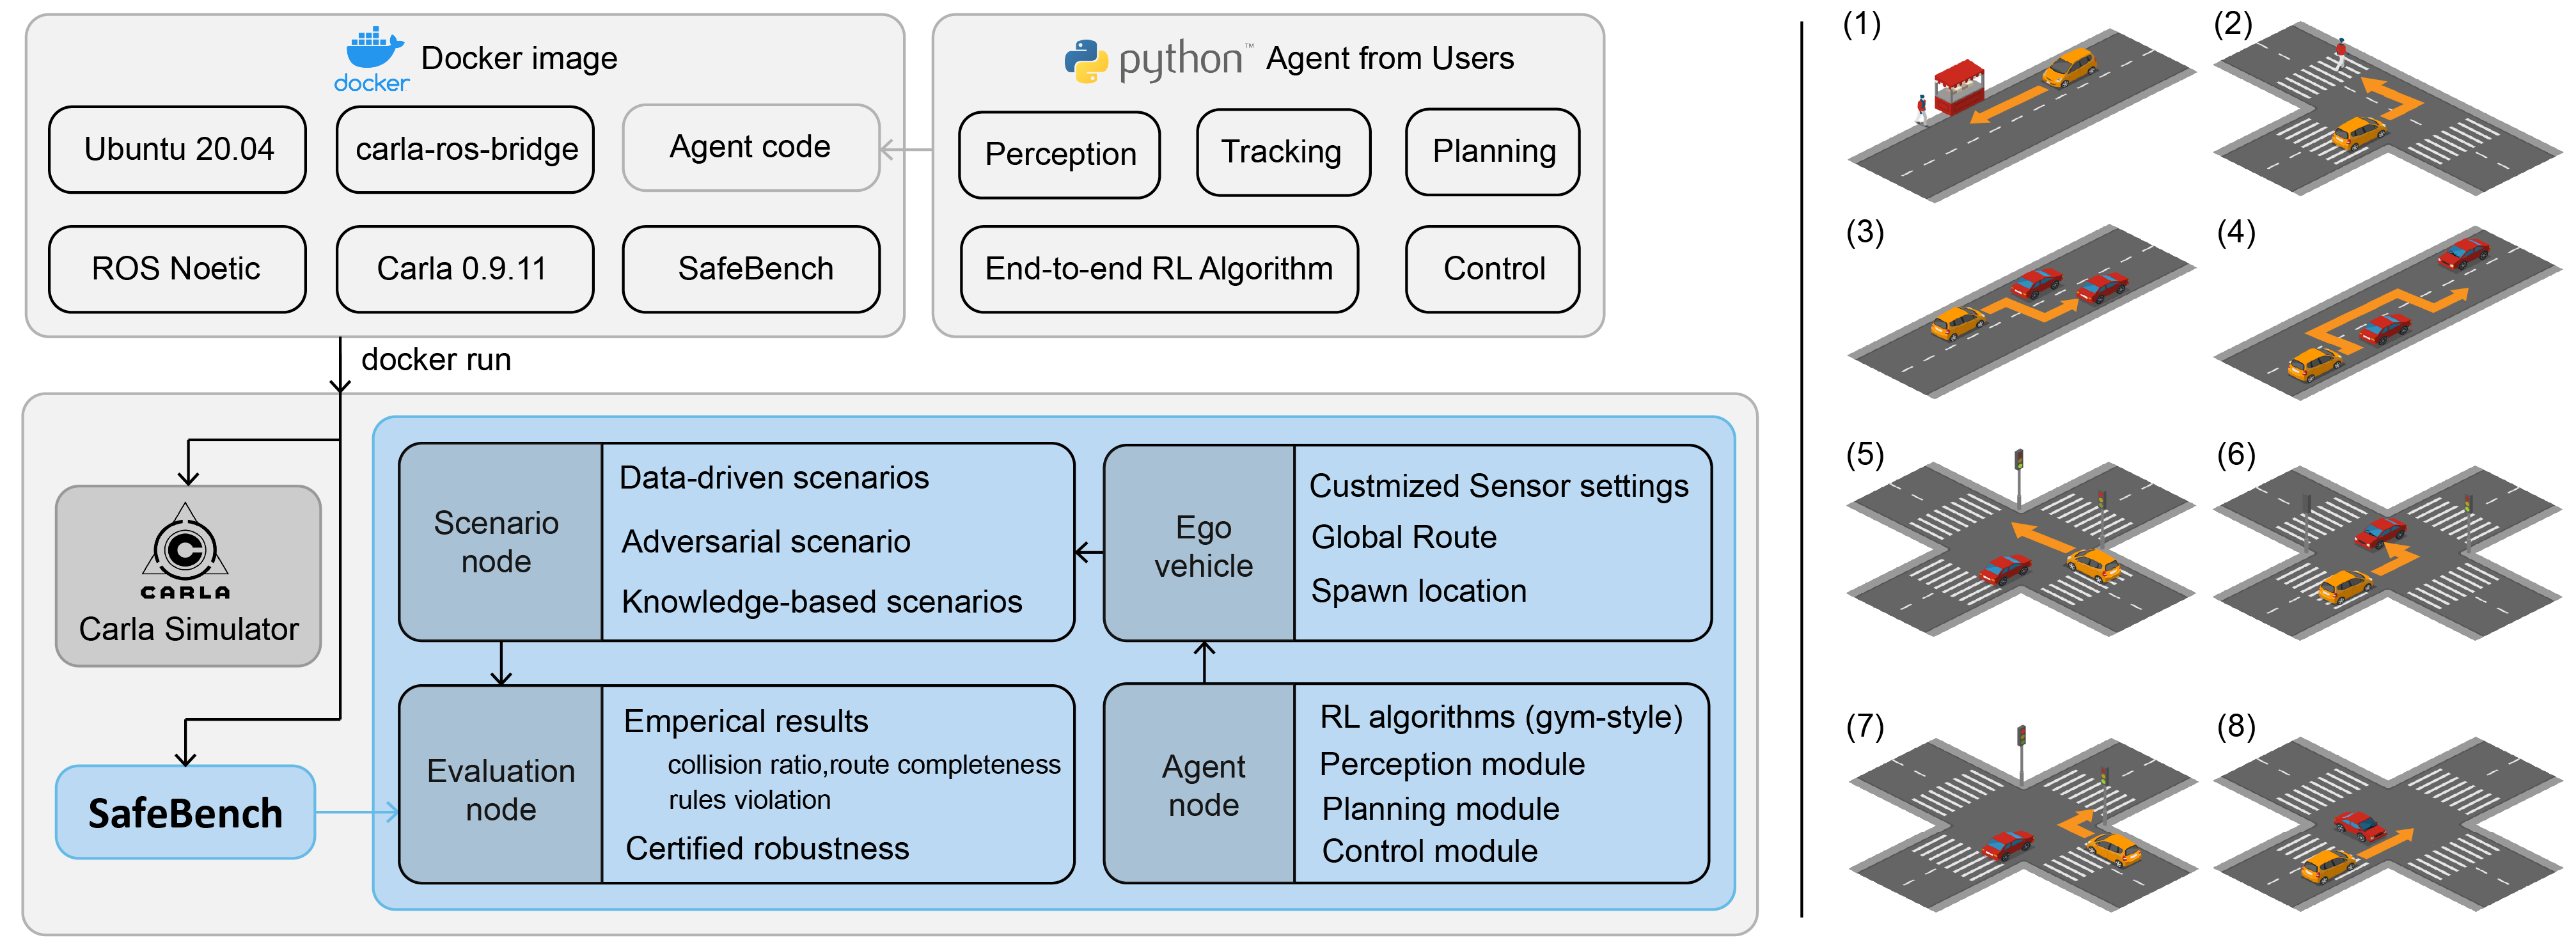 docker
Docker image
Ubuntu 20.04
carla-ros-bridge
Agent code
ROS Noetic
Carla 0.9.11
SafeBench
python™
Agent from Users
Perception
Tracking
Planning
End-to-end RL Algorithm
Control
docker run
CARLA
Carla Simulator
SafeBench
Scenario
node
Data-driven scenarios
Adversarial scenario
Knowledge-based scenarios
Ego
vehicle
Custmized Sensor settings
Global Route
Spawn location
Evaluation
node
Emperical results
collision ratio,route completeness
rules violation
Certified robustness
Agent
node
RL algorithms (gym-style)
Perception module
Planning module
Control module
(1)
(2)
(3)
(4)
(5)
(6)
(7)
(8)